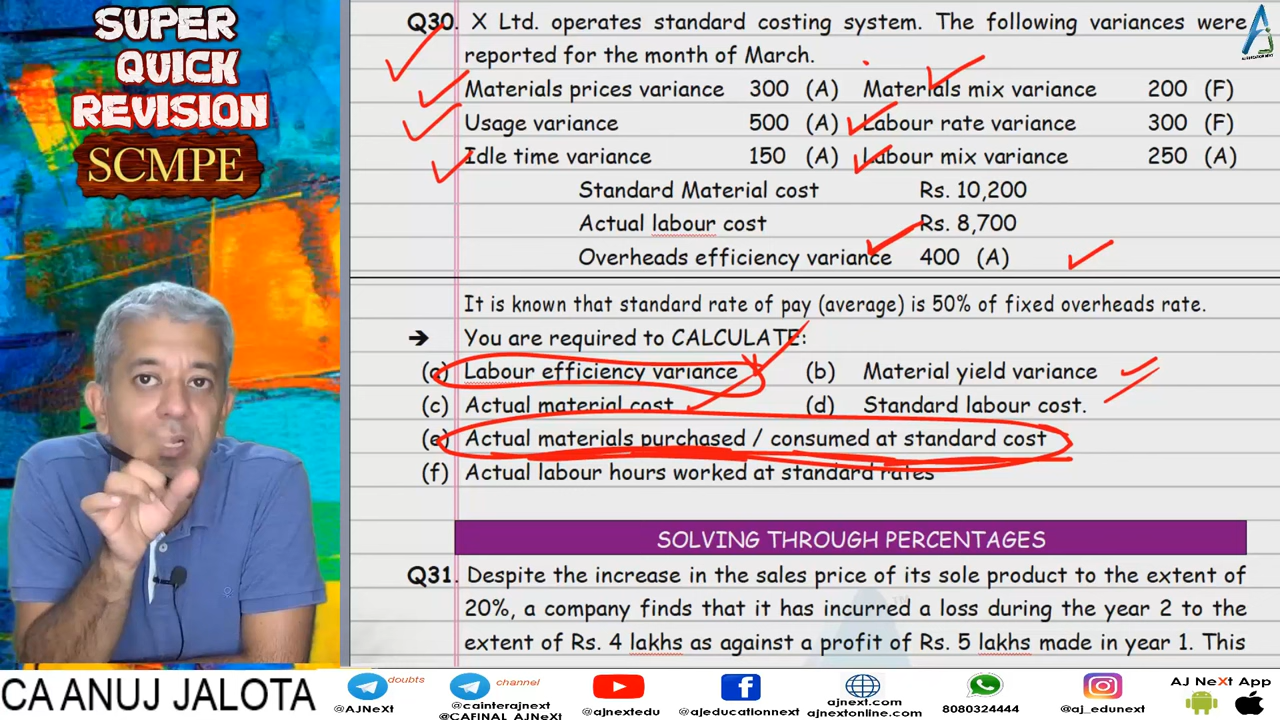 SUPER
QUICK
REVISION
SCMPE
Q30. X Ltd. operates standard costing system. The following variances were
reported for the month of March.
Materials prices variance 300 (A) Materials mix variance 200 (F)
Usage variance 500 (A) Labour rate variance 300 (F)
Idle time variance 150 (A) Labour mix variance 250 (A)
Standard Material cost Rs. 10,200
Actual labour cost Rs. 8,700
Overheads efficiency variance 400 (A)
It is known that standard rate of pay (average) is 50% of fixed overheads rate.
➔ You are required to CALCULATE:
(a) Labour efficiency variance (b) Material yield variance
(c) Actual material cost (d) Standard labour cost.
(e) Actual materials purchased / consumed at standard cost
(f) Actual labour hours worked at standard rates
SOLVING THROUGH PERCENTAGES
Q31. Despite the increase in the sales price of its sole product to the extent of
20%, a company finds that it has incurred a loss during the year 2 to the
extent of Rs. 4 lakhs as against a profit of Rs. 5 lakhs made in year 1. This
CA ANUJ JALOTA
doubts
@AJNeXt
channel
@cainterajnext
@CAFINAL_AJNeXt
@ajnextedu
@ajeducationnext
ajnext.com
ajnextonline.com
8080324444
@aj_edunext
AJ NeXt App